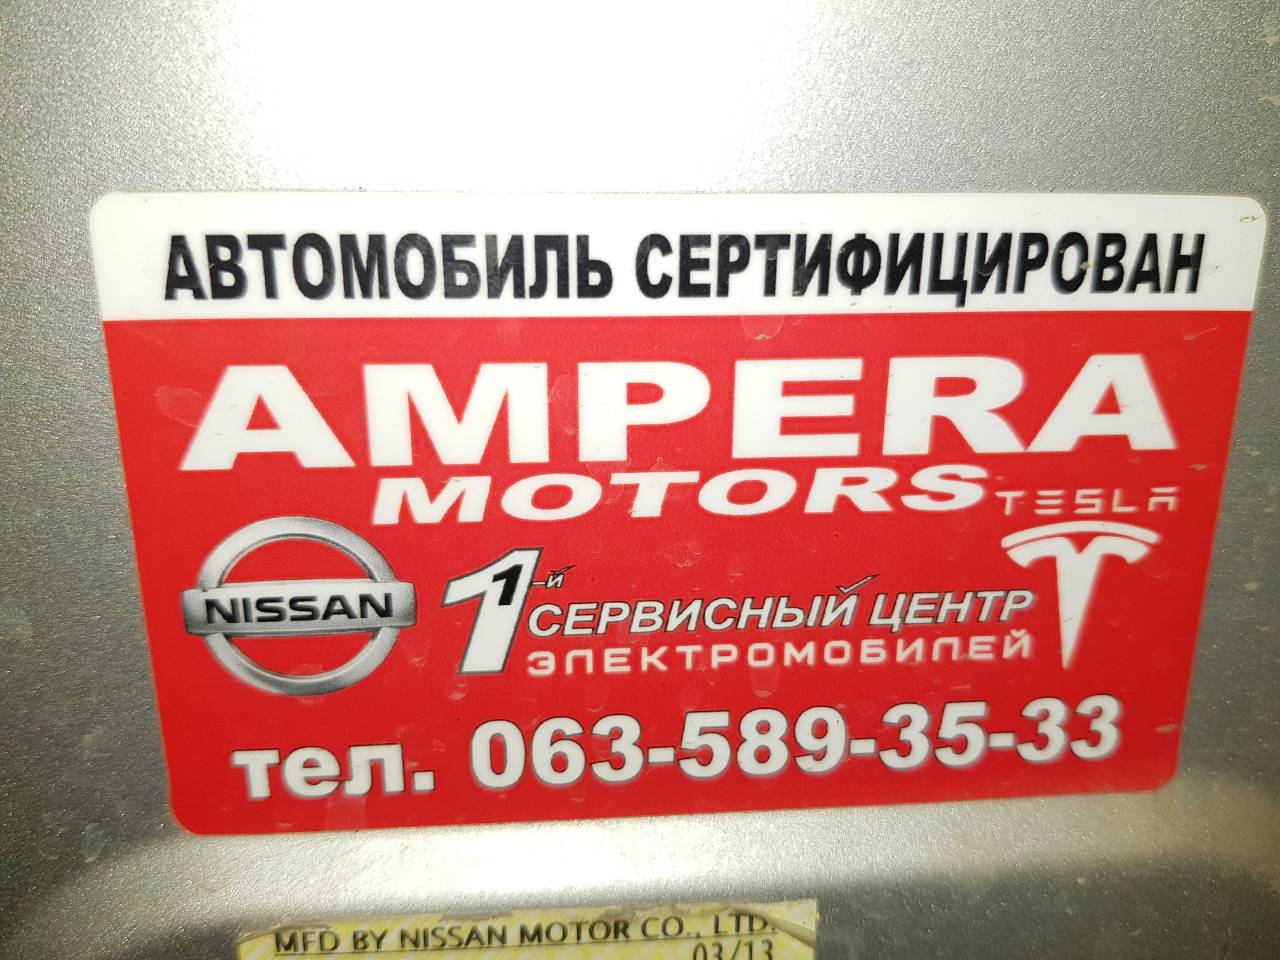 АВТОМОБИЛЬ СЕРТИФИЦИРОВАН
AMPERA
MOTORS
TESLA
NISSAN
1
1-й
СЕРВИСНЫЙ ЦЕНТР
ЭЛЕКТРОМОБИЛЕЙ
тел. 063-589-35-33
MFD BY NISSAN MOTOR CO., LTD.
03/13